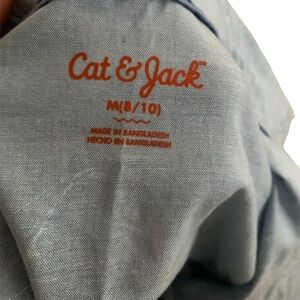 Cat & Jack™
M(8/10)
MADE IN BANGLADESH
HECHO EN BANGLADESH